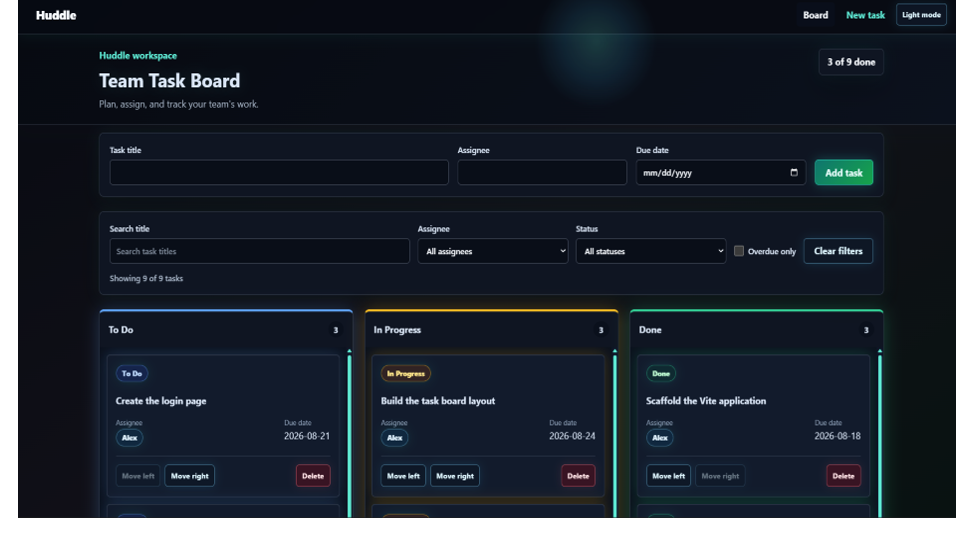 Huddle
Board New task Light mode
Huddle workspace
Team Task Board
3 of 9 done
Plan, assign, and track your team's work.
Task title Assignee Due date
mm/dd/yyyy Add task
Search title Assignee Status
Search task titles All assignees All statuses Overdue only Clear filters
Showing 9 of 9 tasks
To Do 3 In Progress 3 Done 3
To Do In Progress Done
Create the login page Build the task board layout Scaffold the Vite application
Assignee Due date Assignee Due date Assignee Due date
Alex 2026-08-21 Alex 2026-08-24 Alex 2026-08-18
Move left Move right Delete Move left Move right Delete Move left Move right Delete